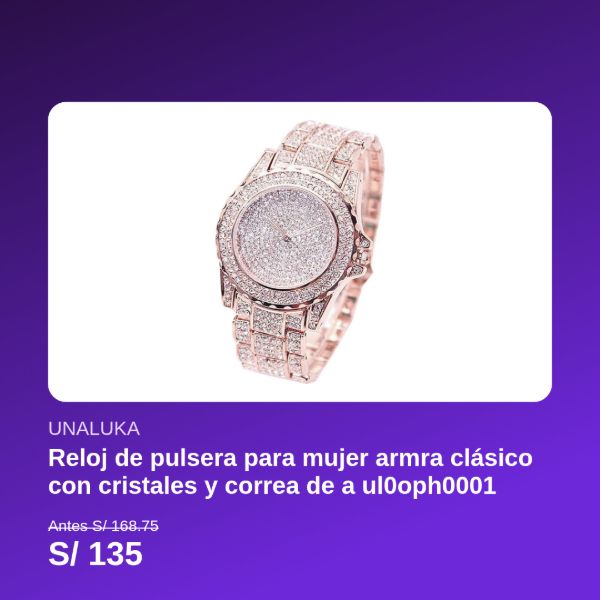 UNALUKA
Reloj de pulsera para mujer armra clásico
con cristales y correa de a ul0oph0001
Antes S/ 168.75
S/ 135